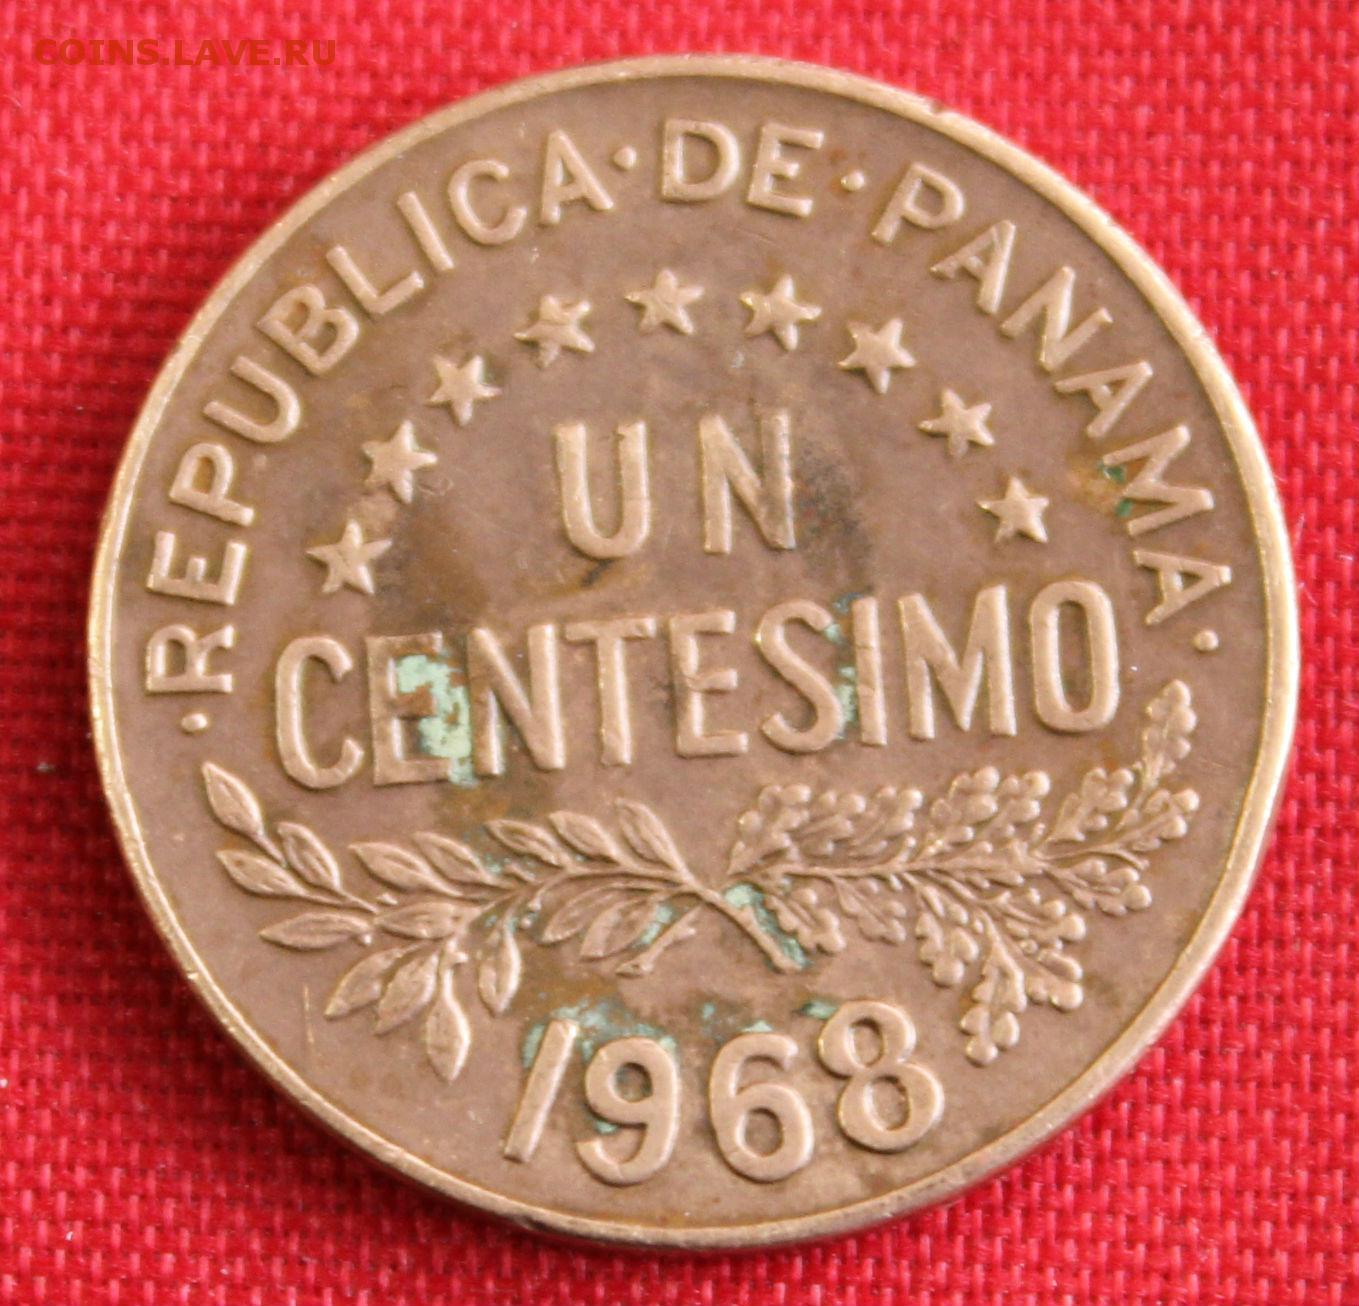 COINS.LAVE.RU
·REPUBLICA·DE·PANAMA·
UN
CENTESIMO
1968